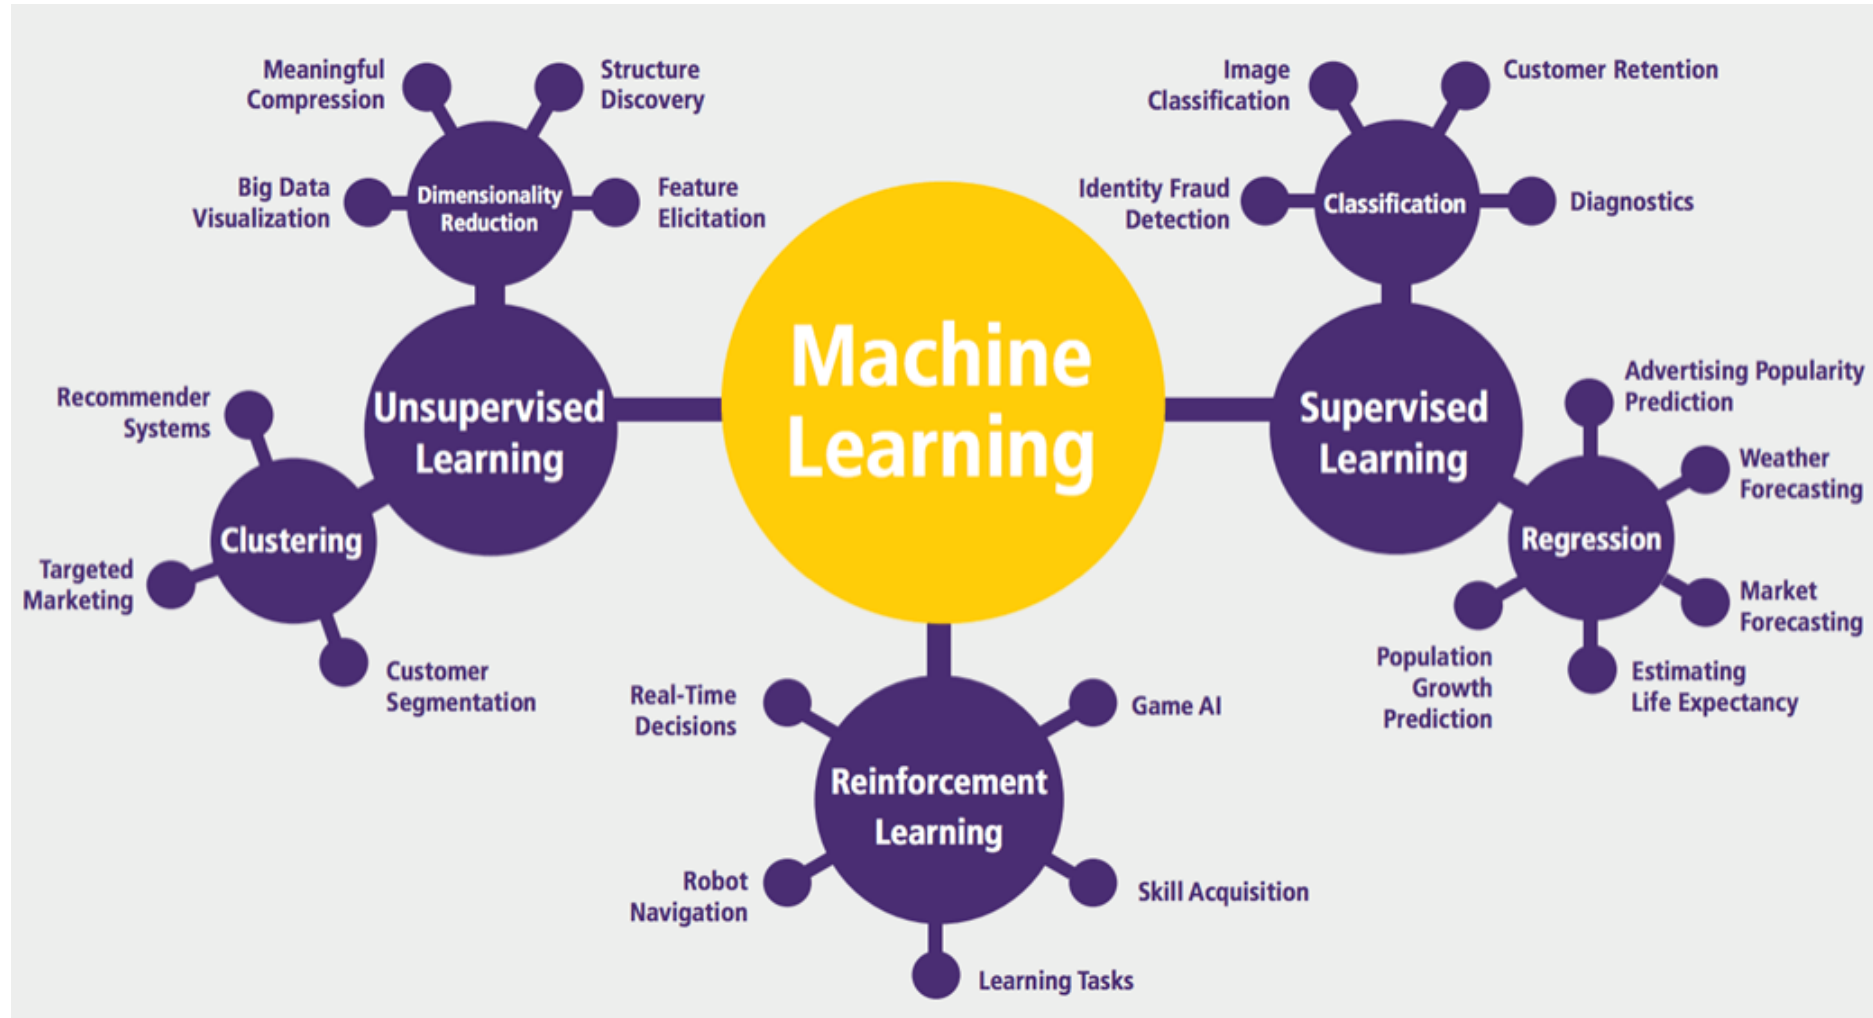 Meaningful
Compression
Structure
Discovery
Big Data
Visualization
Dimensionality
Reduction
Feature
Elicitation
Unsupervised
Learning
Recommender
Systems
Clustering
Targeted
Marketing
Customer
Segmentation
Machine
Learning
Image
Classification
Customer Retention
Identity Fraud
Detection
Classification
Diagnostics
Supervised
Learning
Advertising Popularity
Prediction
Weather
Forecasting
Regression
Market
Forecasting
Population
Growth
Prediction
Estimating
Life Expectancy
Real-Time
Decisions
Game AI
Reinforcement
Learning
Robot
Navigation
Skill Acquisition
Learning Tasks